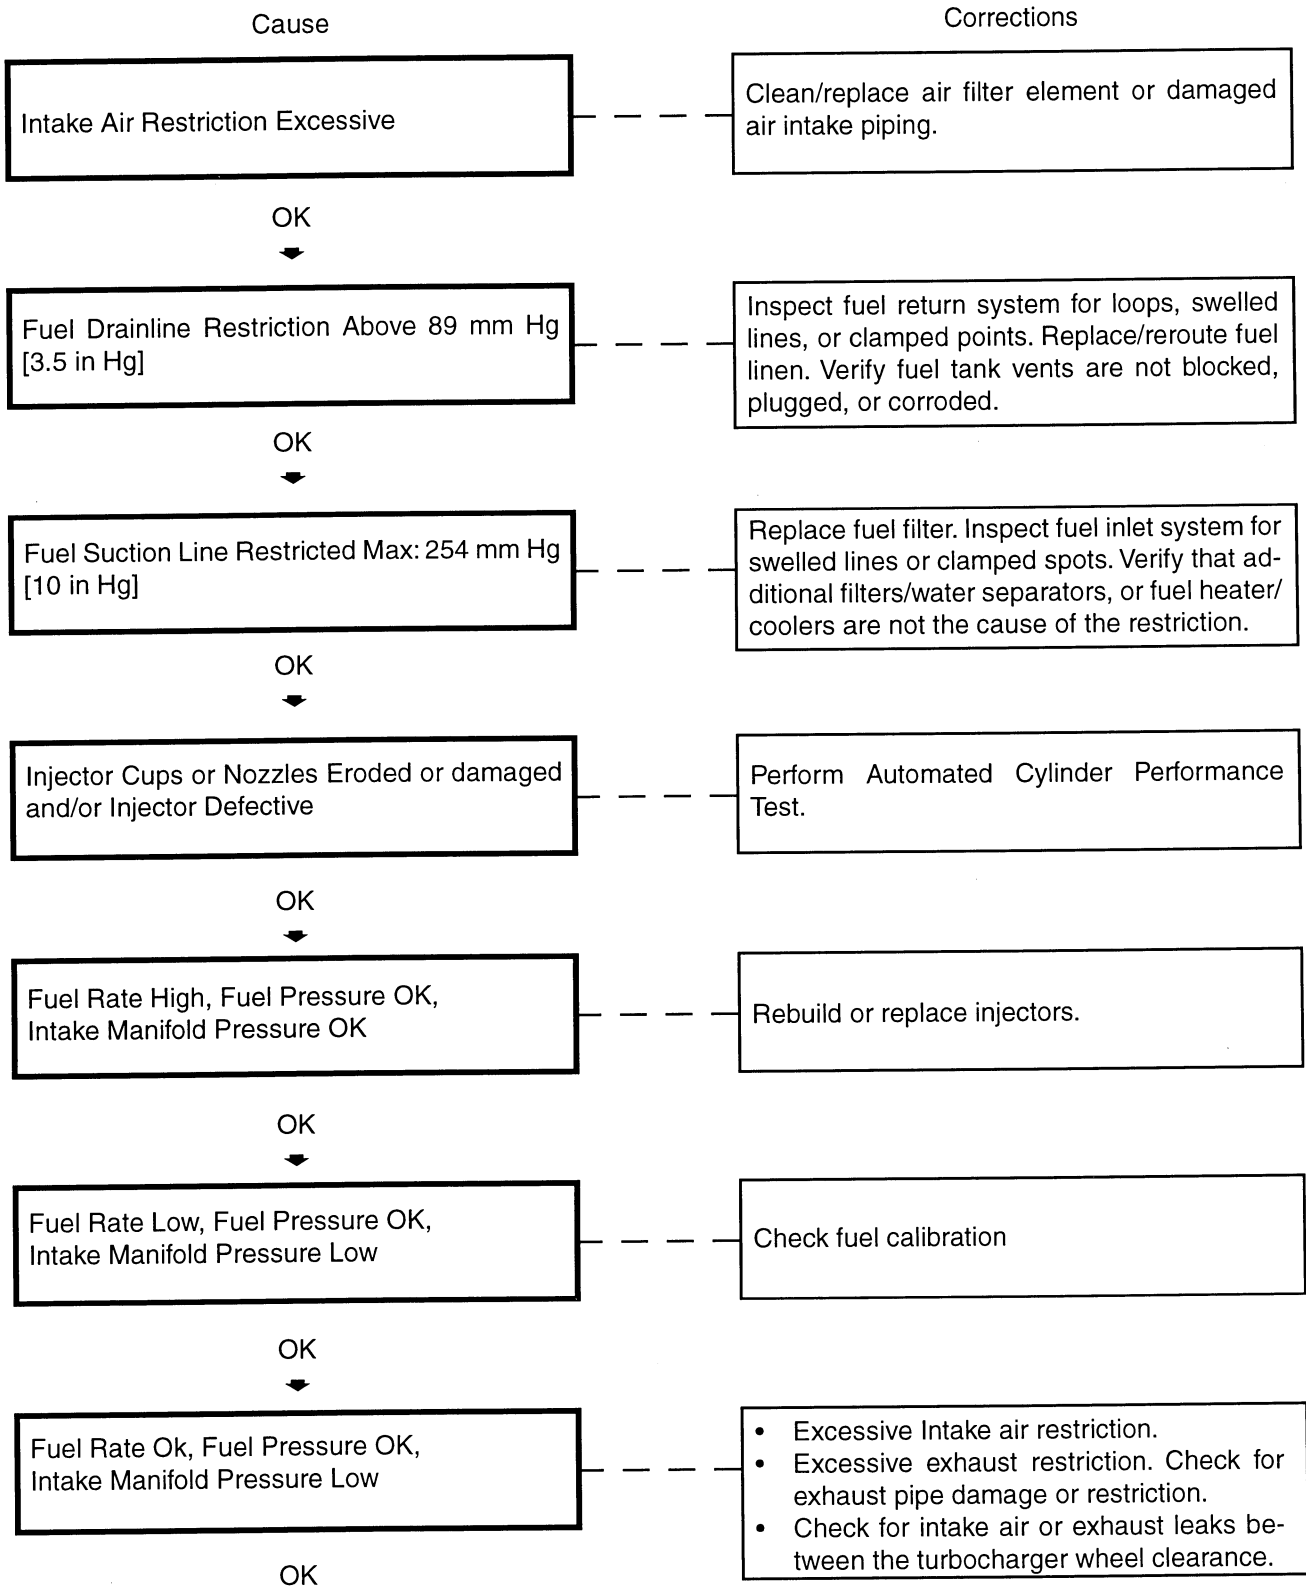 Cause
Corrections
Intake Air Restriction Excessive
Clean/replace air filter element or damaged
air intake piping.
OK
Fuel Drainline Restriction Above 89 mm Hg
[3.5 in Hg]
Inspect fuel return system for loops, swelled
lines, or clamped points. Replace/reroute fuel
linen. Verify fuel tank vents are not blocked,
plugged, or corroded.
OK
Fuel Suction Line Restricted Max: 254 mm Hg
[10 in Hg]
Replace fuel filter. Inspect fuel inlet system for
swelled lines or clamped spots. Verify that ad-
ditional filters/water separators, or fuel heater/
coolers are not the cause of the restriction.
OK
Injector Cups or Nozzles Eroded or damaged
and/or Injector Defective
Perform Automated Cylinder Performance
Test.
OK
Fuel Rate High, Fuel Pressure OK,
Intake Manifold Pressure OK
Rebuild or replace injectors.
OK
Fuel Rate Low, Fuel Pressure OK,
Intake Manifold Pressure Low
Check fuel calibration
OK
Fuel Rate Ok, Fuel Pressure OK,
Intake Manifold Pressure Low
• Excessive Intake air restriction.
• Excessive exhaust restriction. Check for
exhaust pipe damage or restriction.
• Check for intake air or exhaust leaks be-
tween the turbocharger wheel clearance.
OK